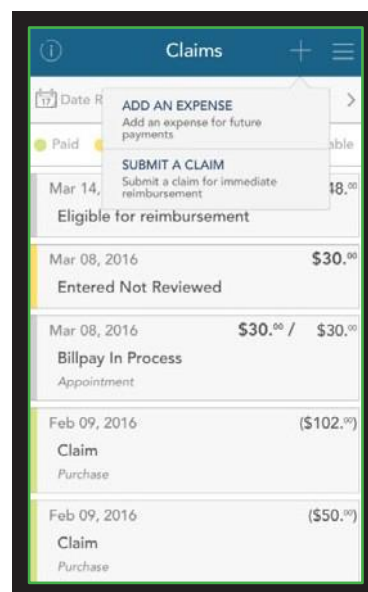 Claims
17 Date R
ADD AN EXPENSE
Add an expense for future
payments
Paid
SUBMIT A CLAIM
Submit a claim for immediate
reimbursement
Mar 14,
48.00
Eligible for reimbursement
Mar 08, 2016 $30.00
Entered Not Reviewed
Mar 08, 2016 $30.00 / $30.00
Billpay In Process
Appointment
Feb 09, 2016 ($102.00)
Claim
Purchase
Feb 09, 2016 ($50.00)
Claim
Purchase